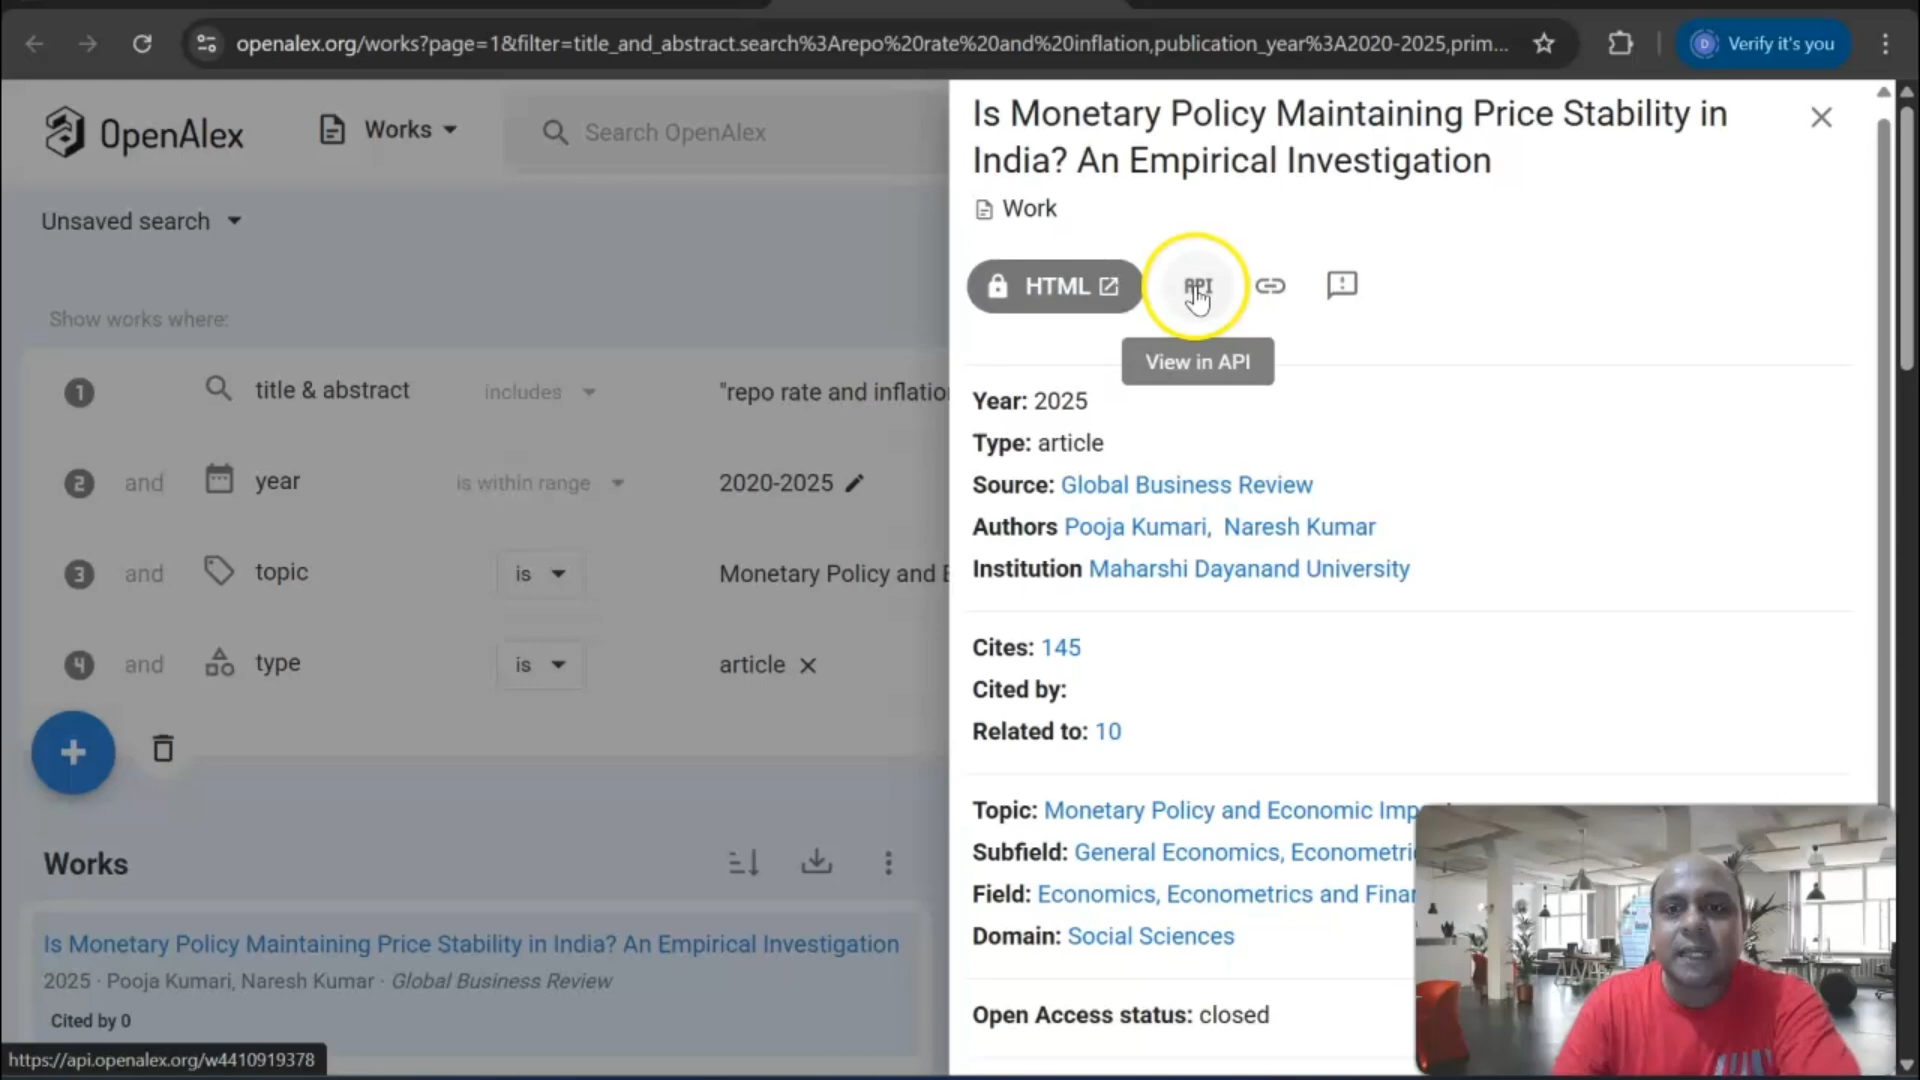 openalex.org/works?page=1&filter=title_and_abstract.search%3Arepo%20rate%20and%20inflation,publication_year%3A2020-2025,prim...
Verify it's you
OpenAlex
Works
Search OpenAlex
Unsaved search
Show works where:
1 title & abstract includes "repo rate and inflatio
2 and year is within range 2020-2025
3 and topic is Monetary Policy and E
4 and type is article
Works
Is Monetary Policy Maintaining Price Stability in India? An Empirical Investigation
2025 · Pooja Kumari, Naresh Kumar · Global Business Review
Cited by 0
https://api.openalex.org/w4410919378
Is Monetary Policy Maintaining Price Stability in
India? An Empirical Investigation
Work
HTML
API
View in API
Year: 2025
Type: article
Source: Global Business Review
Authors Pooja Kumari, Naresh Kumar
Institution Maharshi Dayanand University
Cites: 145
Cited by:
Related to: 10
Topic: Monetary Policy and Economic Imp
Subfield: General Economics, Econometri
Field: Economics, Econometrics and Finan
Domain: Social Sciences
Open Access status: closed